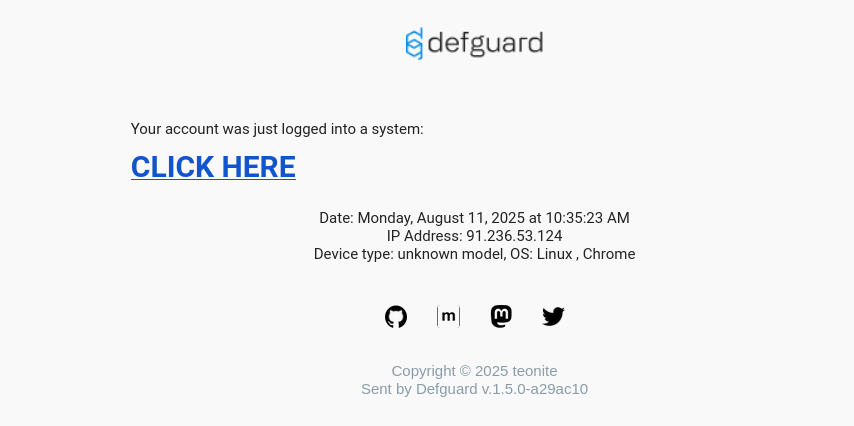 defguard
Your account was just logged into a system:
CLICK HERE
Date: Monday, August 11, 2025 at 10:35:23 AM
IP Address: 91.236.53.124
Device type: unknown model, OS: Linux , Chrome
[m]
Copyright © 2025 teonite
Sent by Defguard v.1.5.0-a29ac10